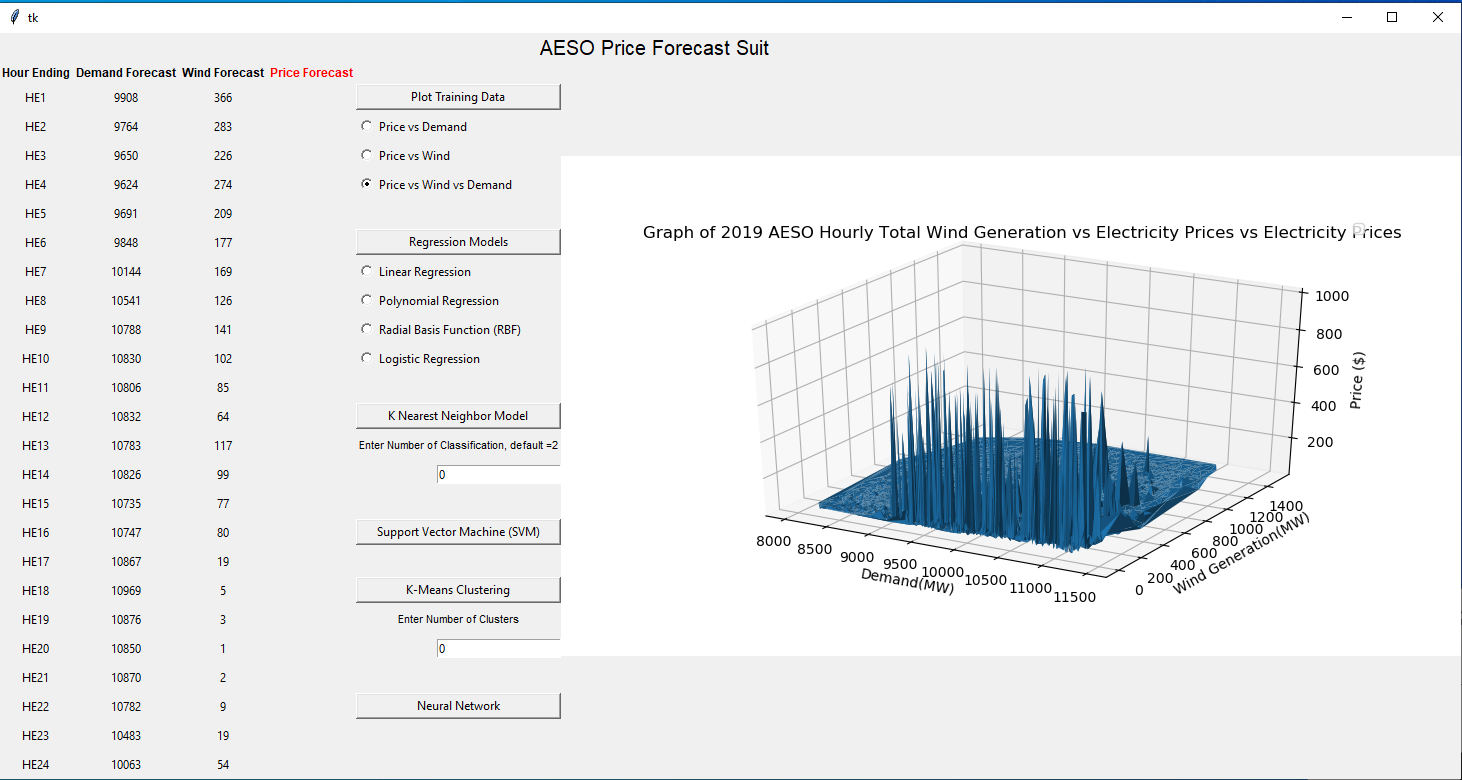 tk
AESO Price Forecast Suit
Hour Ending Demand Forecast Wind Forecast Price Forecast
HE1 9908 366
HE2 9764 283
HE3 9650 226
HE4 9624 274
HE5 9691 209
HE6 9848 177
HE7 10144 169
HE8 10541 126
HE9 10788 141
HE10 10830 102
HE11 10806 85
HE12 10832 64
HE13 10783 117
HE14 10826 99
HE15 10735 77
HE16 10747 80
HE17 10867 19
HE18 10969 5
HE19 10876 3
HE20 10850 1
HE21 10870 2
HE22 10782 9
HE23 10483 19
HE24 10063 54
Plot Training Data
Price vs Demand
Price vs Wind
Price vs Wind vs Demand
Regression Models
Linear Regression
Polynomial Regression
Radial Basis Function (RBF)
Logistic Regression
K Nearest Neighbor Model
Enter Number of Classification, default =2
0
Support Vector Machine (SVM)
K-Means Clustering
Enter Number of Clusters
0
Neural Network
Graph of 2019 AESO Hourly Total Wind Generation vs Electricity Prices vs Electricity Prices
1000
800
600
400
200
Price ($)
8000 8500 9000 9500 10000 10500 11000 11500
Demand(MW)
0 200 400 600 800 1000 1200 1400
Wind Generation(MW)